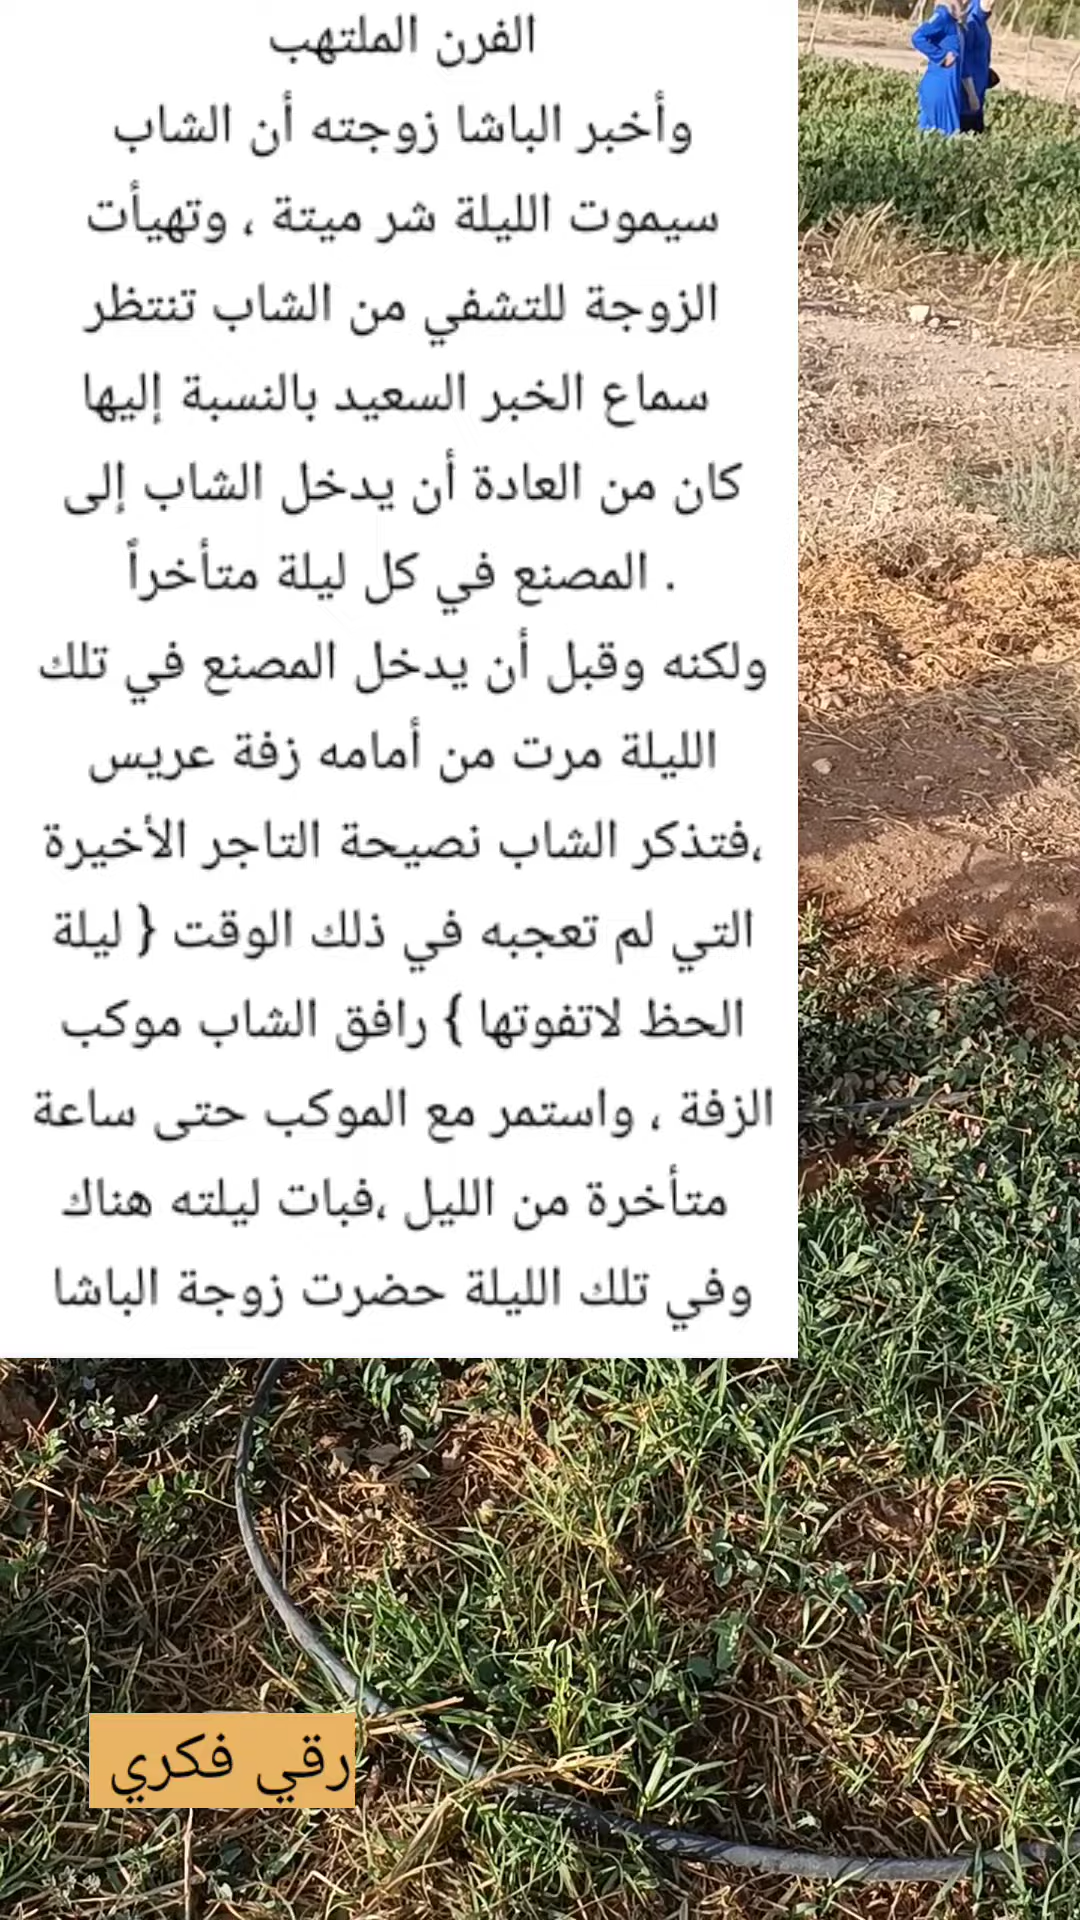 الفرن الملتهب
وأخبر الباشا زوجته أن الشاب
سيموت الليلة شر ميتة ، وتهيأت
الزوجة للتشفي من الشاب تنتظر
سماع الخبر السعيد بالنسبة إليها
كان من العادة أن يدخل الشاب إلى
. المصنع في كل ليلة متأخراً
ولكنه وقبل أن يدخل المصنع في تلك
الليلة مرت من أمامه زفة عريس
،فتذكر الشاب نصيحة التاجر الأخيرة
التي لم تعجبه في ذلك الوقت { ليلة
الحظ لاتفوتها } رافق الشاب موكب
الزفة ، واستمر مع الموكب حتى ساعة
متأخرة من الليل ،فبات ليلته هناك
وفي تلك الليلة حضرت زوجة الباشا
رقي فكري